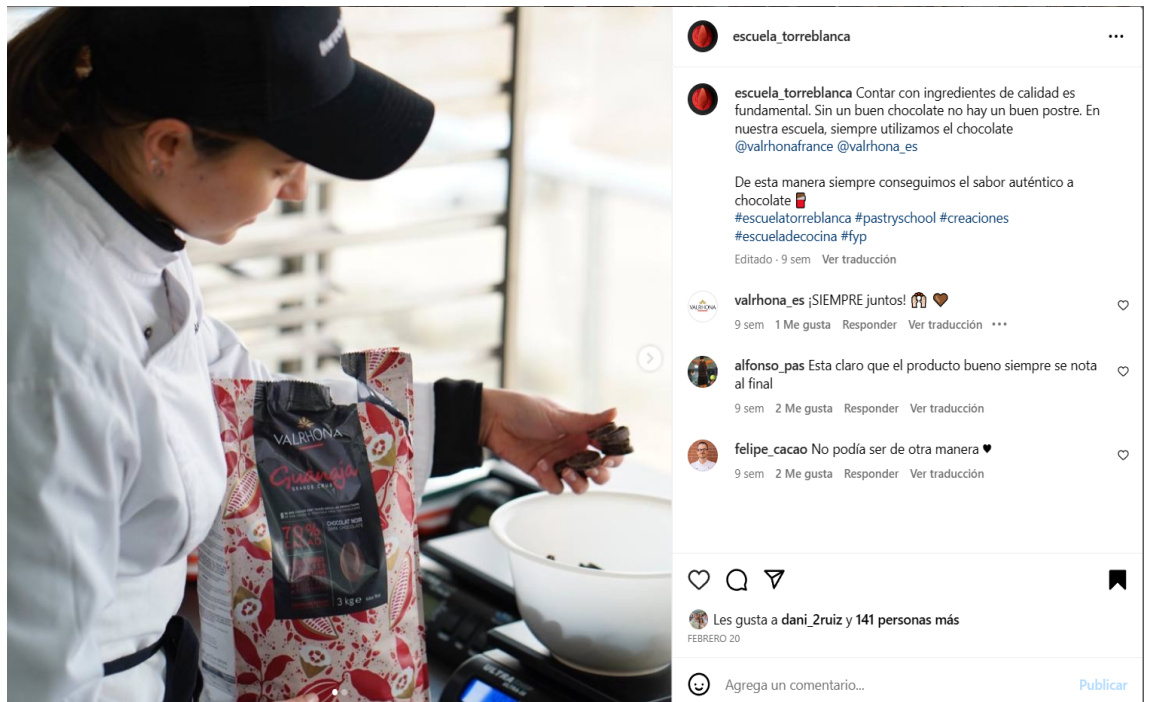 VALRHONA
Guanaja
GRANDE CRU
70%
CACAO
CHOCOLAT NOIR
3 kg e
ULTRA
escuela_torreblanca
escuela_torreblanca Contar con ingredientes de calidad es
fundamental. Sin un buen chocolate no hay un buen postre. En
nuestra escuela, siempre utilizamos el chocolate
@valrhonafrance @valrhona_es
De esta manera siempre conseguimos el sabor auténtico a
chocolate 🍫
#escuelatorreblanca #pastryschool #creaciones
#escueladecocina #fyp
Editado · 9 sem Ver traducción
VALRHONA
valrhona_es ¡SIEMPRE juntos! 🙌🏽 🤎
9 sem 1 Me gusta Responder Ver traducción
alfonso_pas Esta claro que el producto bueno siempre se nota
al final
9 sem 2 Me gusta Responder Ver traducción
felipe_cacao No podía ser de otra manera ♥
9 sem 2 Me gusta Responder Ver traducción
Les gusta a dani_2ruiz y 141 personas más
FEBRERO 20
Agrega un comentario...
Publicar